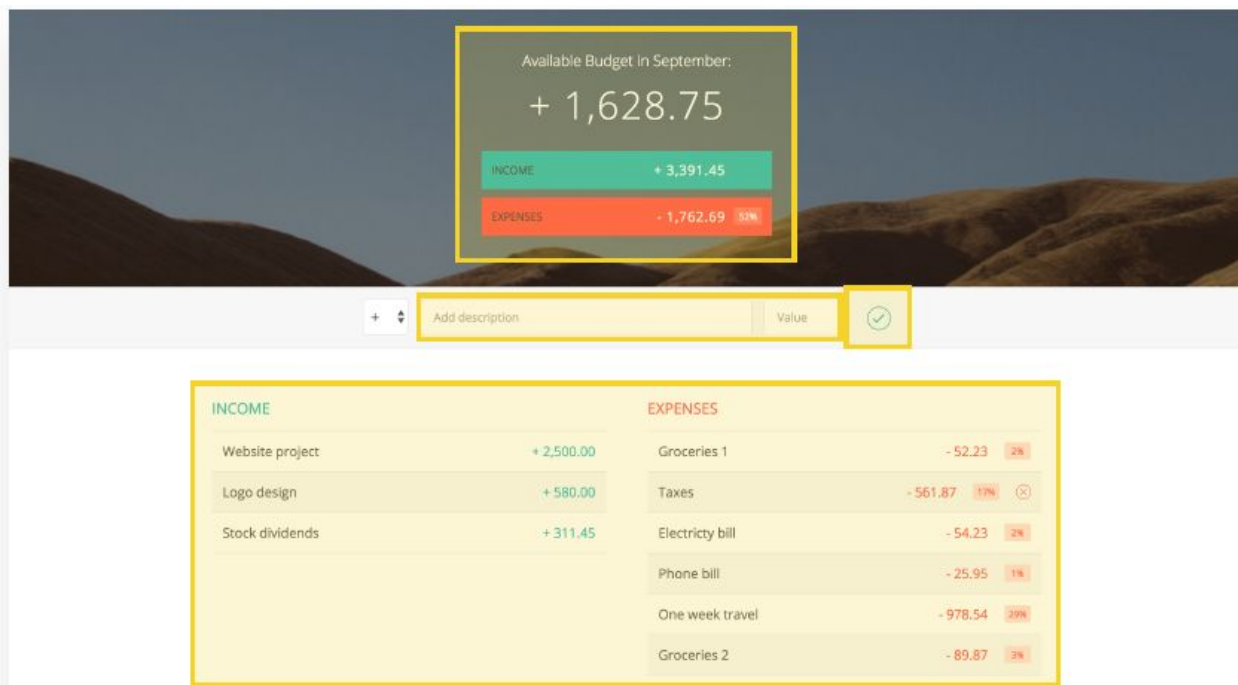 Available Budget in September:
+ 1,628.75
INCOME + 3,391.45
EXPENSES - 1,762.69 52%
+ Add description Value
INCOME
Website project + 2,500.00
Logo design + 580.00
Stock dividends + 311.45
EXPENSES
Groceries 1 - 52.23 2%
Taxes - 561.87 17%
Electricty bill - 54.23 2%
Phone bill - 25.95 1%
One week travel - 978.54 29%
Groceries 2 - 89.87 3%